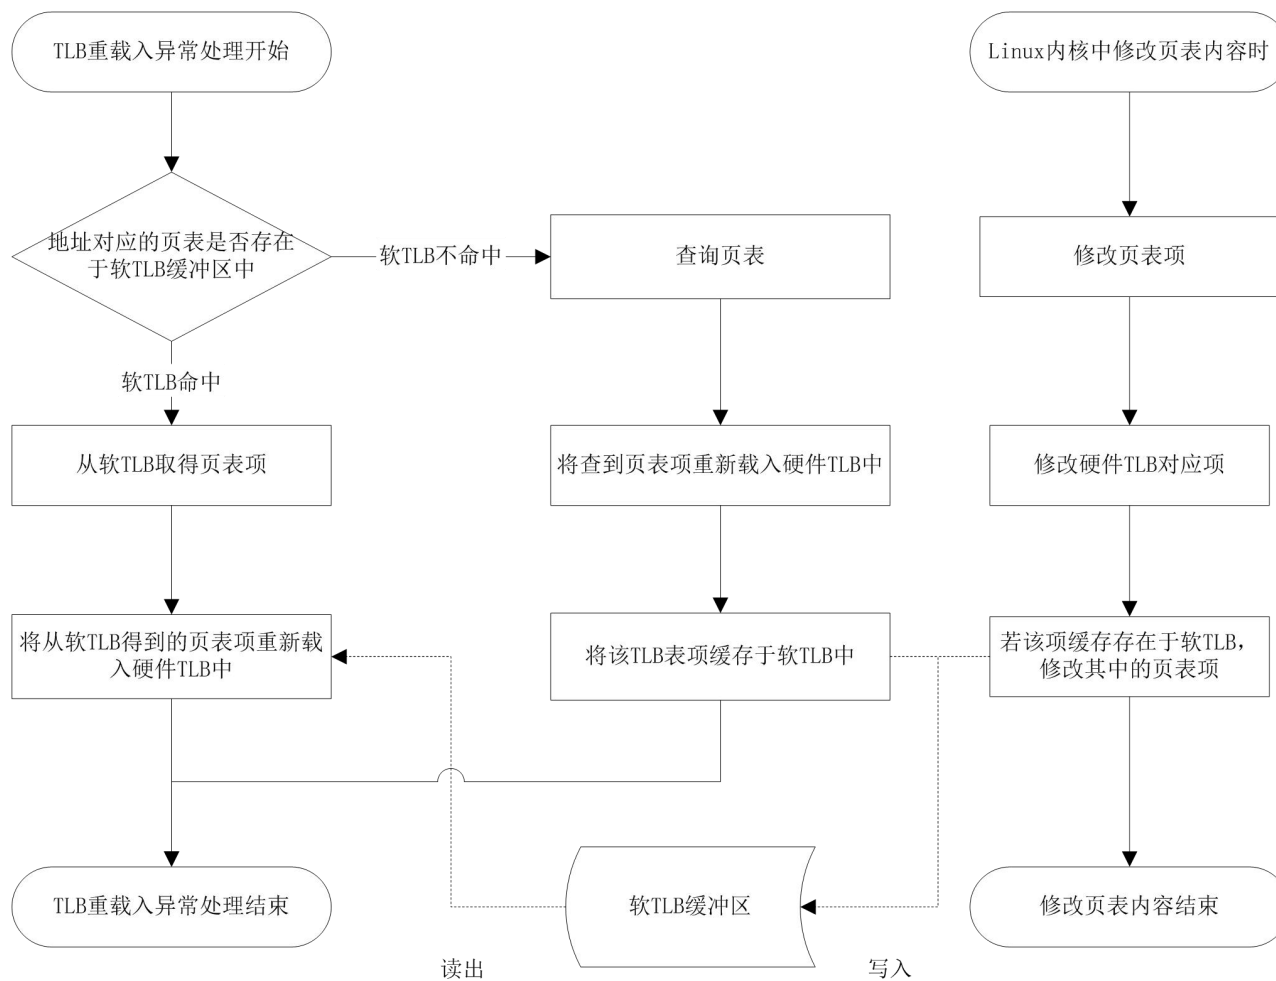 TLB重载入异常处理开始
Linux内核中修改页表内容时
地址对应的页表是否存在
于软TLB缓冲区中
软TLB不命中
查询页表
修改页表项
软TLB命中
从软TLB取得页表项
将查到页表项重新载入硬件TLB中
修改硬件TLB对应项
将从软TLB得到的页表项重新载
入硬件TLB中
将该TLB表项缓存于软TLB中
若该项缓存存在于软TLB，
修改其中的页表项
TLB重载入异常处理结束
软TLB缓冲区
修改页表内容结束
读出
写入